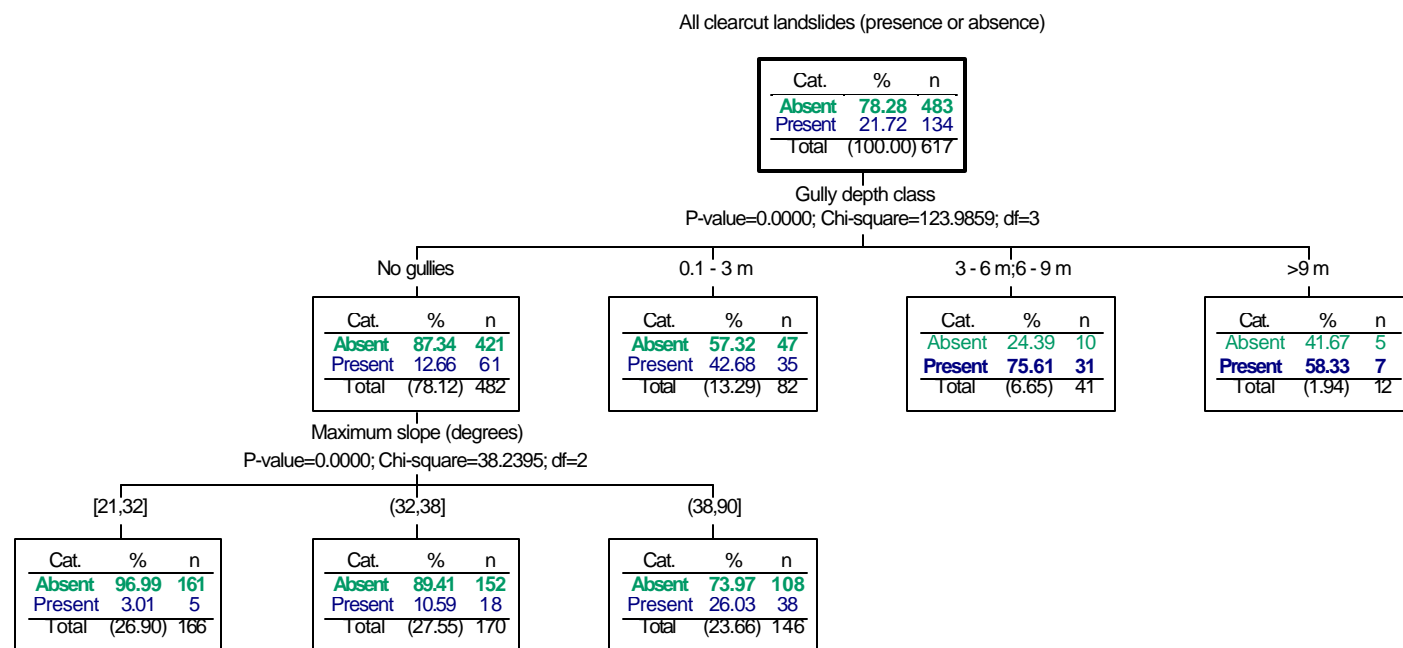 All clearcut landslides (presence or absence)
Cat. % n
Absent 78.28 483
Present 21.72 134
Total (100.00) 617
Gully depth class
P-value=0.0000; Chi-square=123.9859; df=3
No gullies
0.1 - 3 m
3 - 6 m;6 - 9 m
>9 m
Cat. % n
Absent 87.34 421
Present 12.66 61
Total (78.12) 482
Cat. % n
Absent 57.32 47
Present 42.68 35
Total (13.29) 82
Cat. % n
Absent 24.39 10
Present 75.61 31
Total (6.65) 41
Cat. % n
Absent 41.67 5
Present 58.33 7
Total (1.94) 12
Maximum slope (degrees)
P-value=0.0000; Chi-square=38.2395; df=2
[21,32]
(32,38]
(38,90]
Cat. % n
Absent 96.99 161
Present 3.01 5
Total (26.90) 166
Cat. % n
Absent 89.41 152
Present 10.59 18
Total (27.55) 170
Cat. % n
Absent 73.97 108
Present 26.03 38
Total (23.66) 146